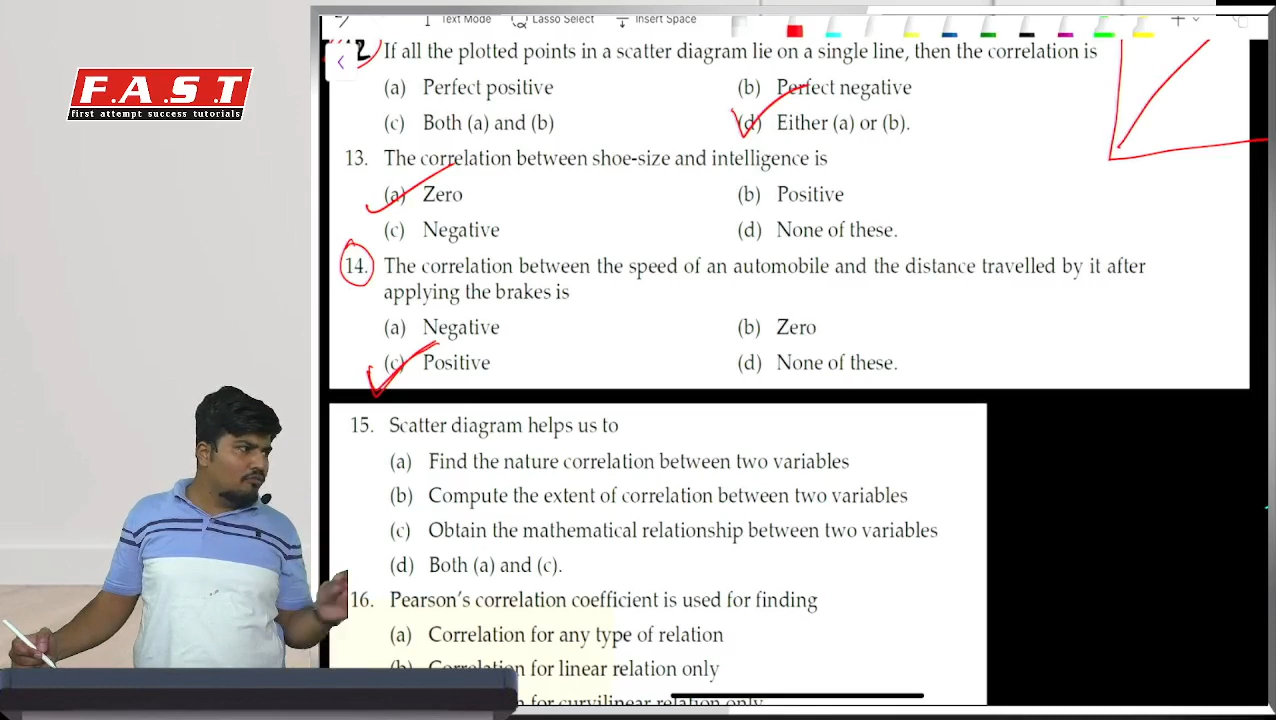 Text Mode
Lasso Select
Insert Space
F.A.S.T
first attempt success tutorials
If all the plotted points in a scatter diagram lie on a single line, then the correlation is
(a) Perfect positive (b) Perfect negative
(c) Both (a) and (b) (d) Either (a) or (b).
13. The correlation between shoe-size and intelligence is
(a) Zero (b) Positive
(c) Negative (d) None of these.
14. The correlation between the speed of an automobile and the distance travelled by it after
applying the brakes is
(a) Negative (b) Zero
(c) Positive (d) None of these.
15. Scatter diagram helps us to
(a) Find the nature correlation between two variables
(b) Compute the extent of correlation between two variables
(c) Obtain the mathematical relationship between two variables
(d) Both (a) and (c).
16. Pearson's correlation coefficient is used for finding
(a) Correlation for any type of relation
(b) Correlation for linear relation only
for curvilinear relation only